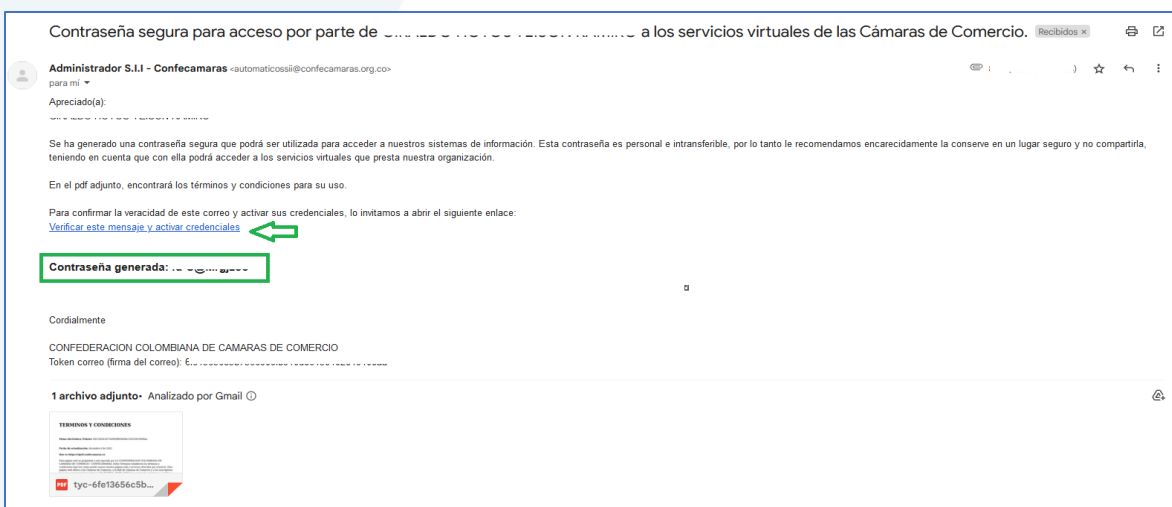 Contraseña segura para acceso por parte de a los servicios virtuales de las Cámaras de Comercio. Recibidos ×
Administrador S.I.I - Confecamaras <automaticossii@confecamaras.org.co>
para mí
Apreciado(a):
Se ha generado una contraseña segura que podrá ser utilizada para acceder a nuestros sistemas de información. Esta contraseña es personal e intransferible, por lo tanto le recomendamos encarecidamente la conserve en un lugar seguro y no compartirla,
teniendo en cuenta que con ella podrá acceder a los servicios virtuales que presta nuestra organización.
En el pdf adjunto, encontrará los términos y condiciones para su uso.
Para confirmar la veracidad de este correo y activar sus credenciales, lo invitamos a abrir el siguiente enlace:
Verificar este mensaje y activar credenciales
Contraseña generada:
Cordialmente
CONFEDERACION COLOMBIANA DE CAMARAS DE COMERCIO
Token correo (firma del correo):
1 archivo adjunto• Analizado por Gmail
TERMINOS Y CONDICIONES
PDF tyc-6fe13656c5b...